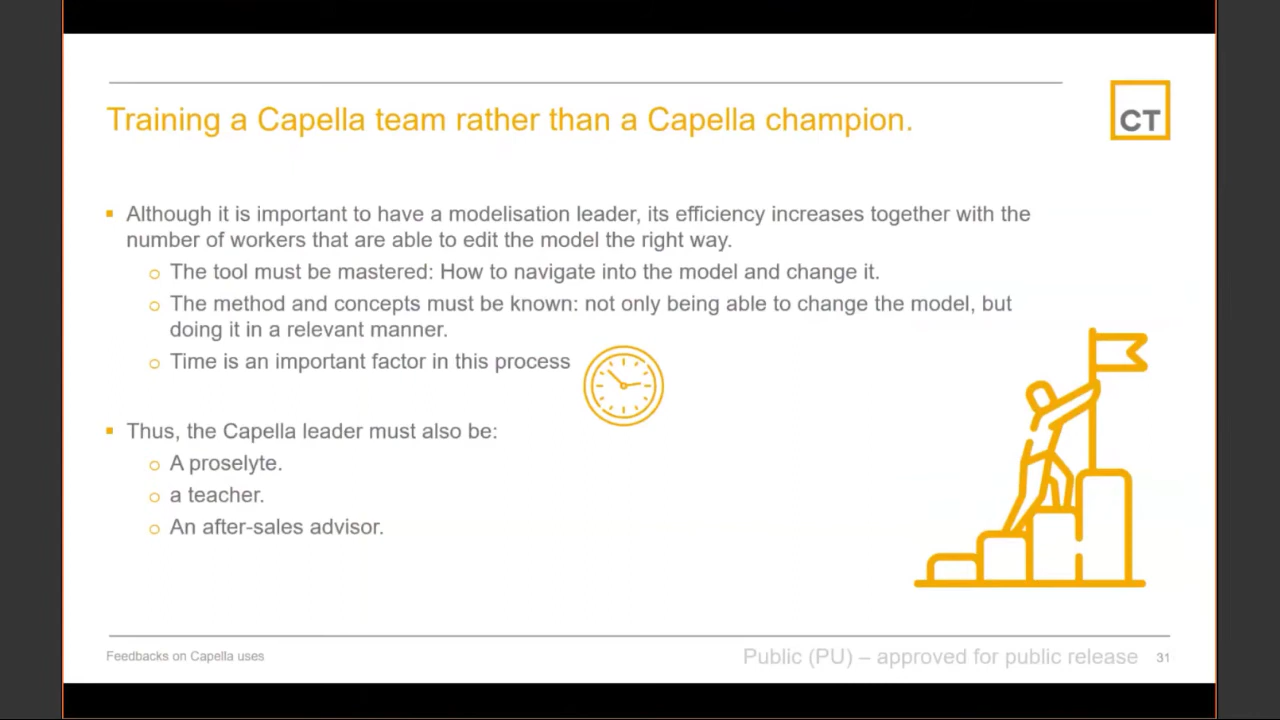 Training a Capella team rather than a Capella champion.
CT
Although it is important to have a modelisation leader, its efficiency increases together with the
number of workers that are able to edit the model the right way.
The tool must be mastered: How to navigate into the model and change it.
The method and concepts must be known: not only being able to change the model, but
doing it in a relevant manner.
Time is an important factor in this process
Thus, the Capella leader must also be:
A proselyte.
a teacher.
An after-sales advisor.
Feedbacks on Capella uses
Public (PU) – approved for public release 31